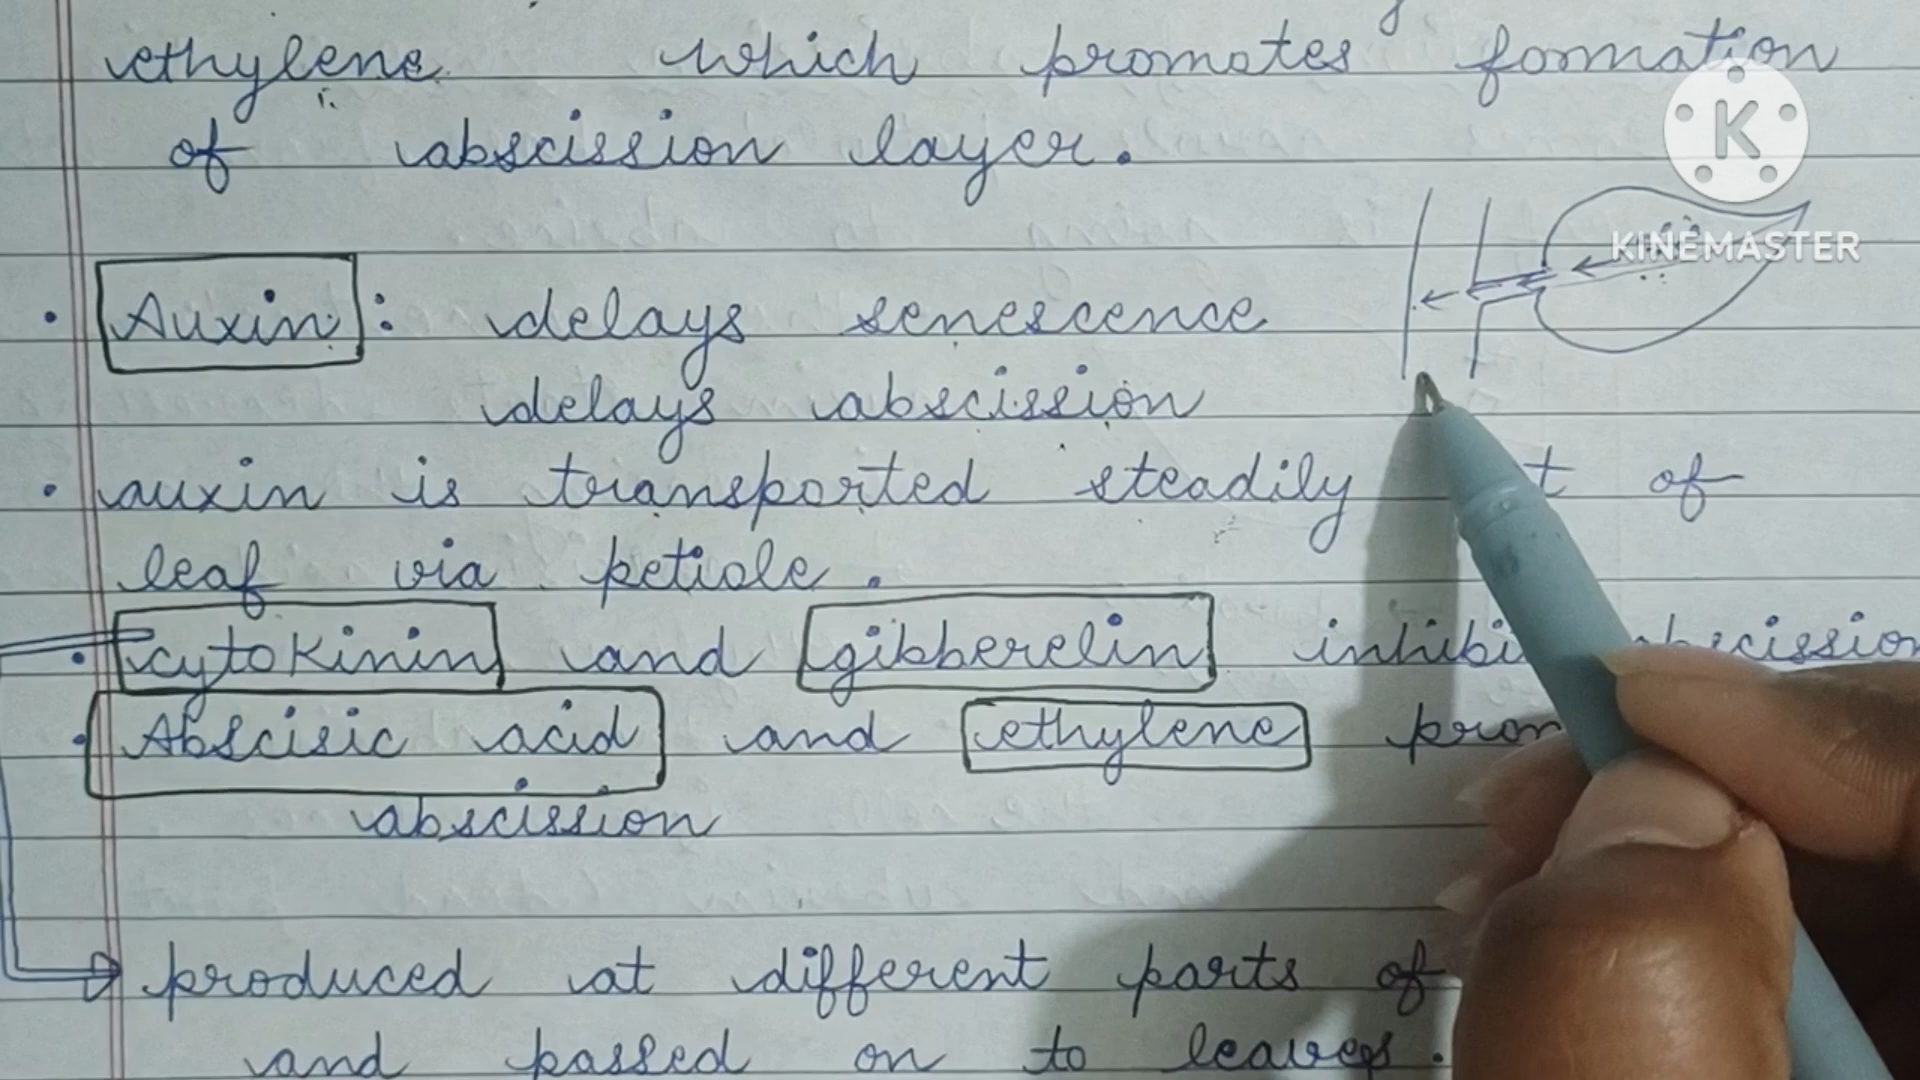 ethylene which promotes formation
of abscission layer.
K
KINEMASTER
• Auxin : delays senescence
delays abscission
• auxin is transported steadily of
leaf via petiole.
• cytokinin and gibberelin abscission
• Abscisic acid and ethylene
abscission
produced at different parts of
and passed on to leaves.